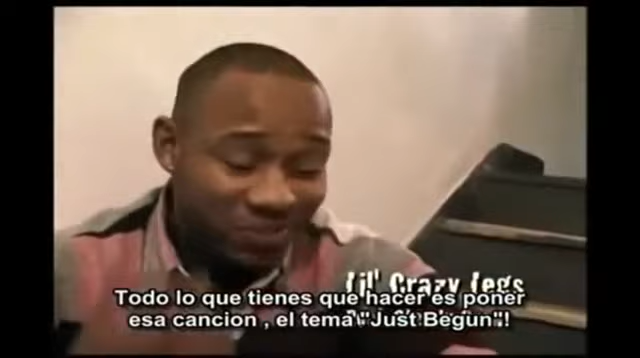 Lil' Crazy Legs
Todo lo que tienes que hacer es poner
esa cancion , el tema "Just Begun"!